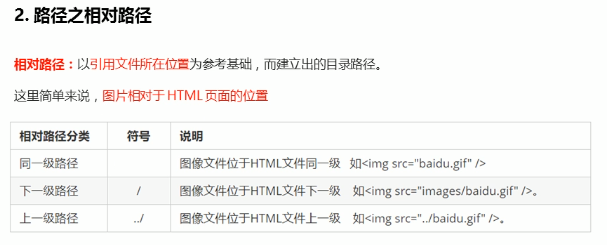 2. 路径之相对路径
相对路径：以引用文件所在位置为参考基础，而建立出的目录路径。
这里简单来说，图片相对于 HTML 页面的位置
相对路径分类 符号 说明
同一级路径 图像文件位于HTML文件同一级 如<img src="baidu.gif" />
下一级路径 / 图像文件位于HTML文件下一级 如<img src="images/baidu.gif" />。
上一级路径 ../ 图像文件位于HTML文件上一级 如<img src="../baidu.gif" />。